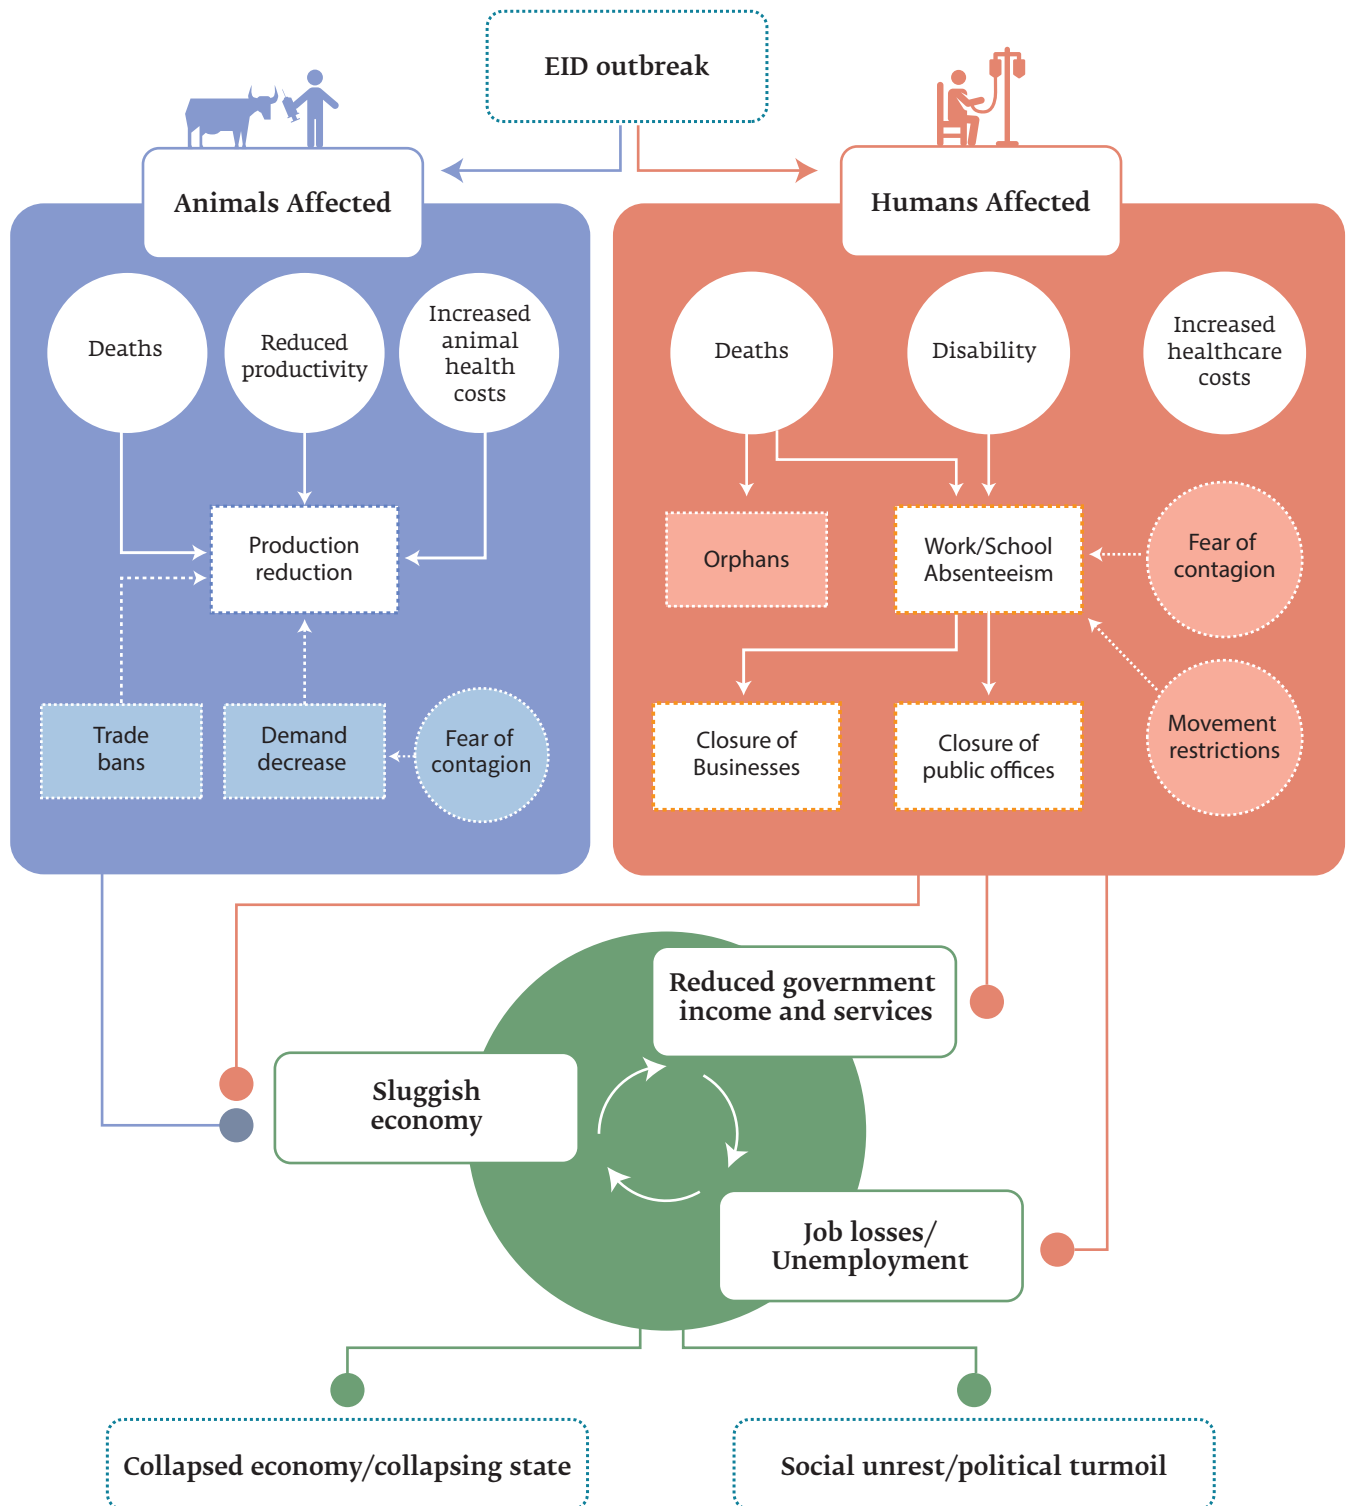 EID outbreak
Animals Affected
Humans Affected
Deaths
Reduced
productivity
Increased
animal
health
costs
Production
reduction
Trade
bans
Demand
decrease
Fear of
contagion
Deaths
Disability
Increased
healthcare
costs
Orphans
Work/School
Absenteeism
Fear of
contagion
Closure of
Businesses
Closure of
public offices
Movement
restrictions
Reduced government
income and services
Sluggish
economy
Job losses/
Unemployment
Collapsed economy/collapsing state
Social unrest/political turmoil